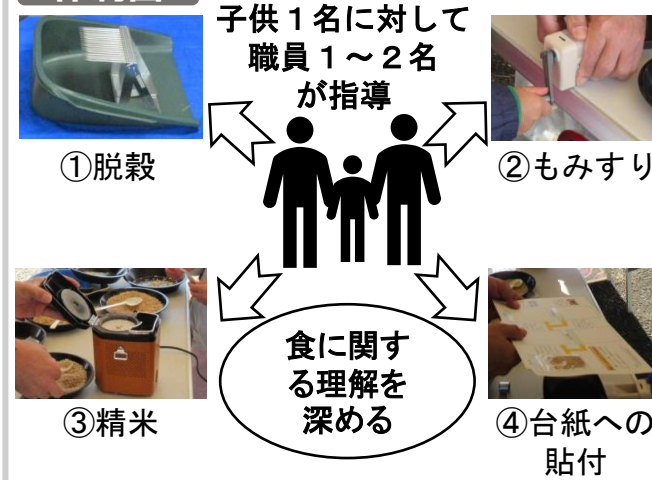 子供１名に対して
職員１～２名
が指導
①脱穀
②もみすり
食に関す
る理解を
深める
③精米
④台紙への
貼付